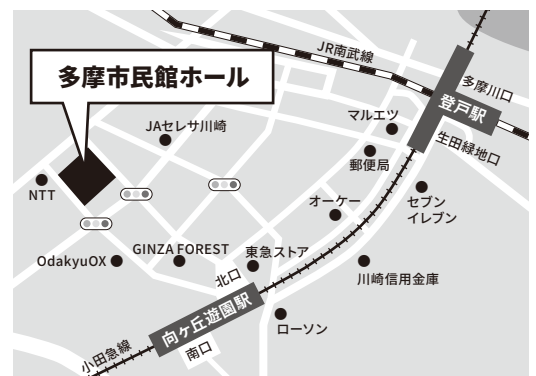 JR南武線
多摩市民館ホール
多摩川口
登戸駅
マルエツ
JAセレサ川崎
生田緑地口
郵便局
NTT
オーケー
セブン
イレブン
GINZA FOREST
東急ストア
OdakyuOX
北口
川崎信用金庫
向ヶ丘遊園駅
ローソン
小田急線
南口